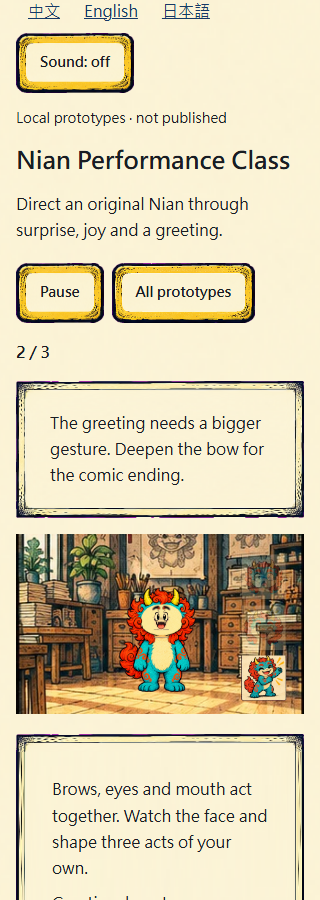 中文 English 日本語
Sound: off
Local prototypes · not published
Nian Performance Class
Direct an original Nian through
surprise, joy and a greeting.
Pause All prototypes
2 / 3
The greeting needs a bigger
gesture. Deepen the bow for
the comic ending.
Brows, eyes and mouth act
together. Watch the face and
shape three acts of your
own.